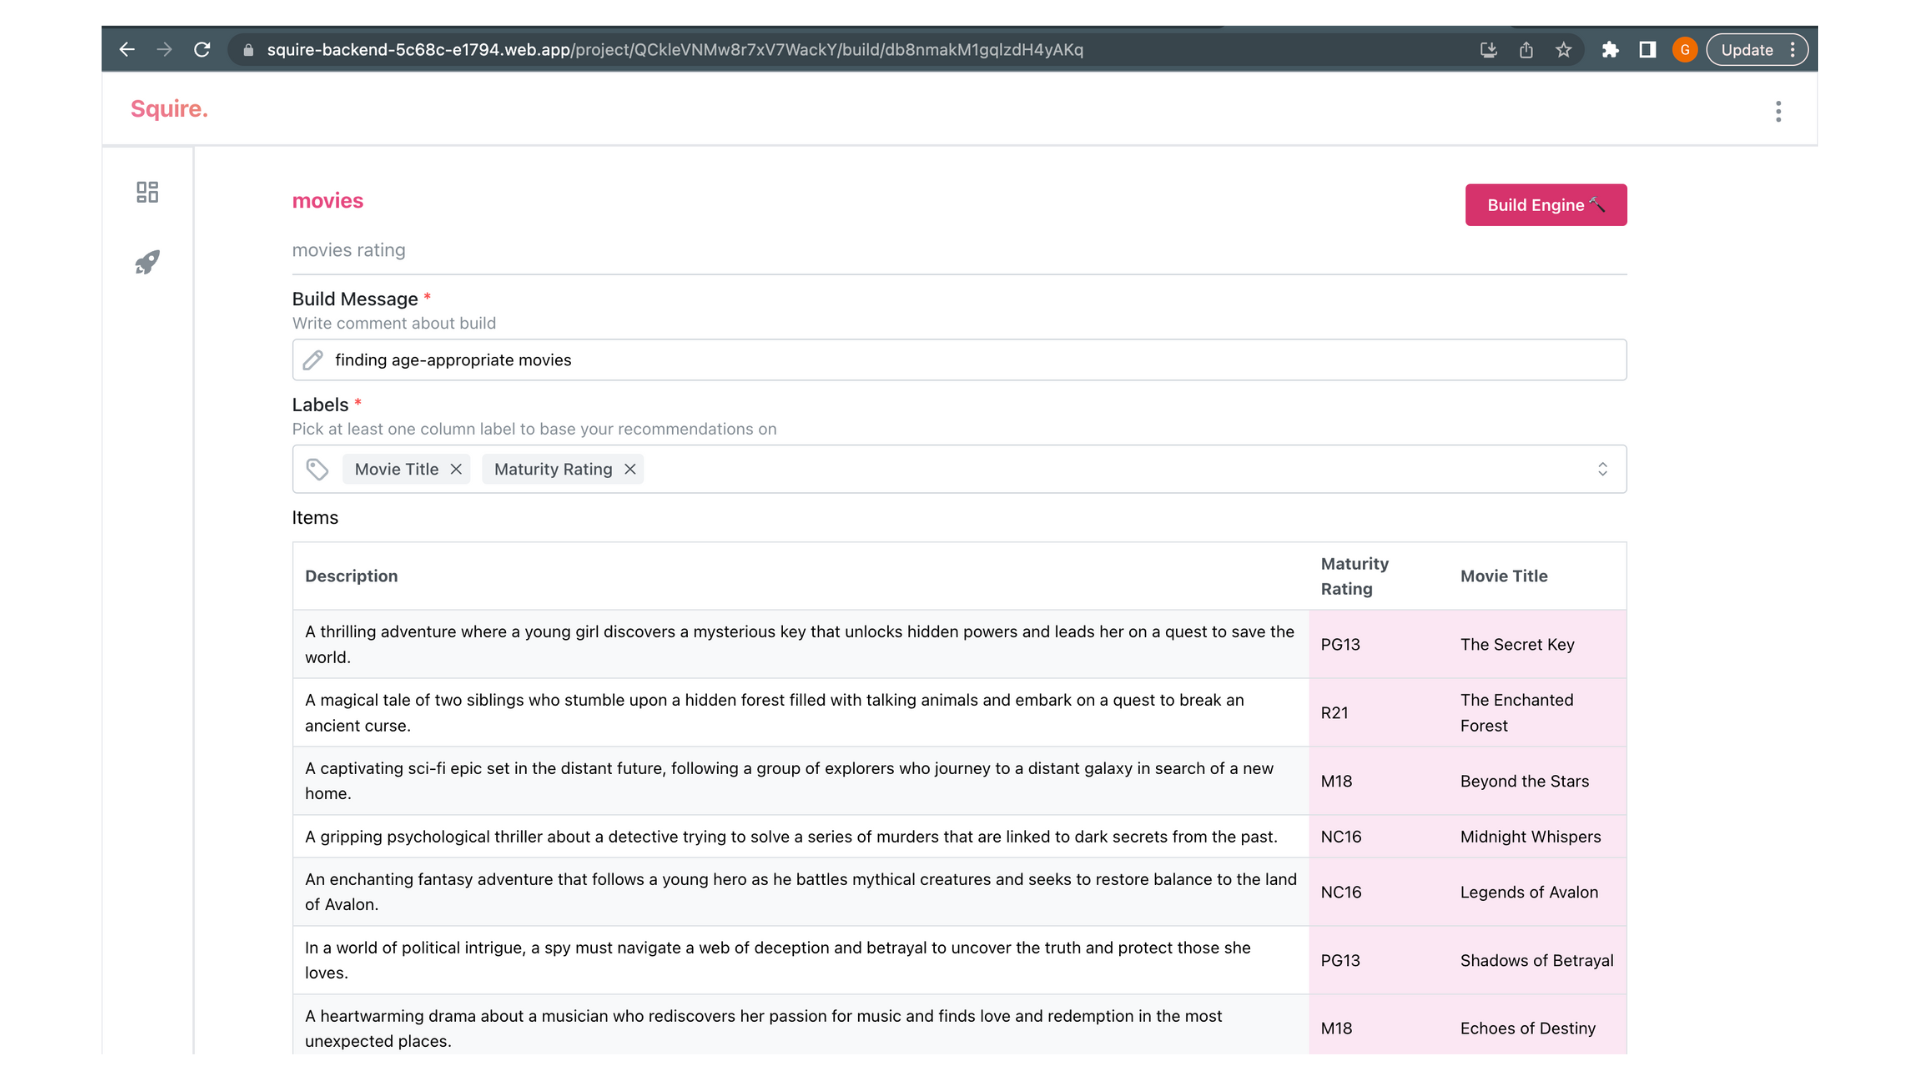 squire-backend-5c68c-e1794.web.app/project/QCkleVNMw8r7xV7WackY/build/db8nmakM1gqlzdH4yAKq
G
Update
Squire.
movies
Build Engine
movies rating
Build Message *
Write comment about build
finding age-appropriate movies
Labels *
Pick at least one column label to base your recommendations on
Movie Title
Maturity Rating
Items
Description
Maturity
Rating
Movie Title
A thrilling adventure where a young girl discovers a mysterious key that unlocks hidden powers and leads her on a quest to save the
world.
PG13
The Secret Key
A magical tale of two siblings who stumble upon a hidden forest filled with talking animals and embark on a quest to break an
ancient curse.
R21
The Enchanted
Forest
A captivating sci-fi epic set in the distant future, following a group of explorers who journey to a distant galaxy in search of a new
home.
M18
Beyond the Stars
A gripping psychological thriller about a detective trying to solve a series of murders that are linked to dark secrets from the past.
NC16
Midnight Whispers
An enchanting fantasy adventure that follows a young hero as he battles mythical creatures and seeks to restore balance to the land
of Avalon.
NC16
Legends of Avalon
In a world of political intrigue, a spy must navigate a web of deception and betrayal to uncover the truth and protect those she
loves.
PG13
Shadows of Betrayal
A heartwarming drama about a musician who rediscovers her passion for music and finds love and redemption in the most
unexpected places.
M18
Echoes of Destiny